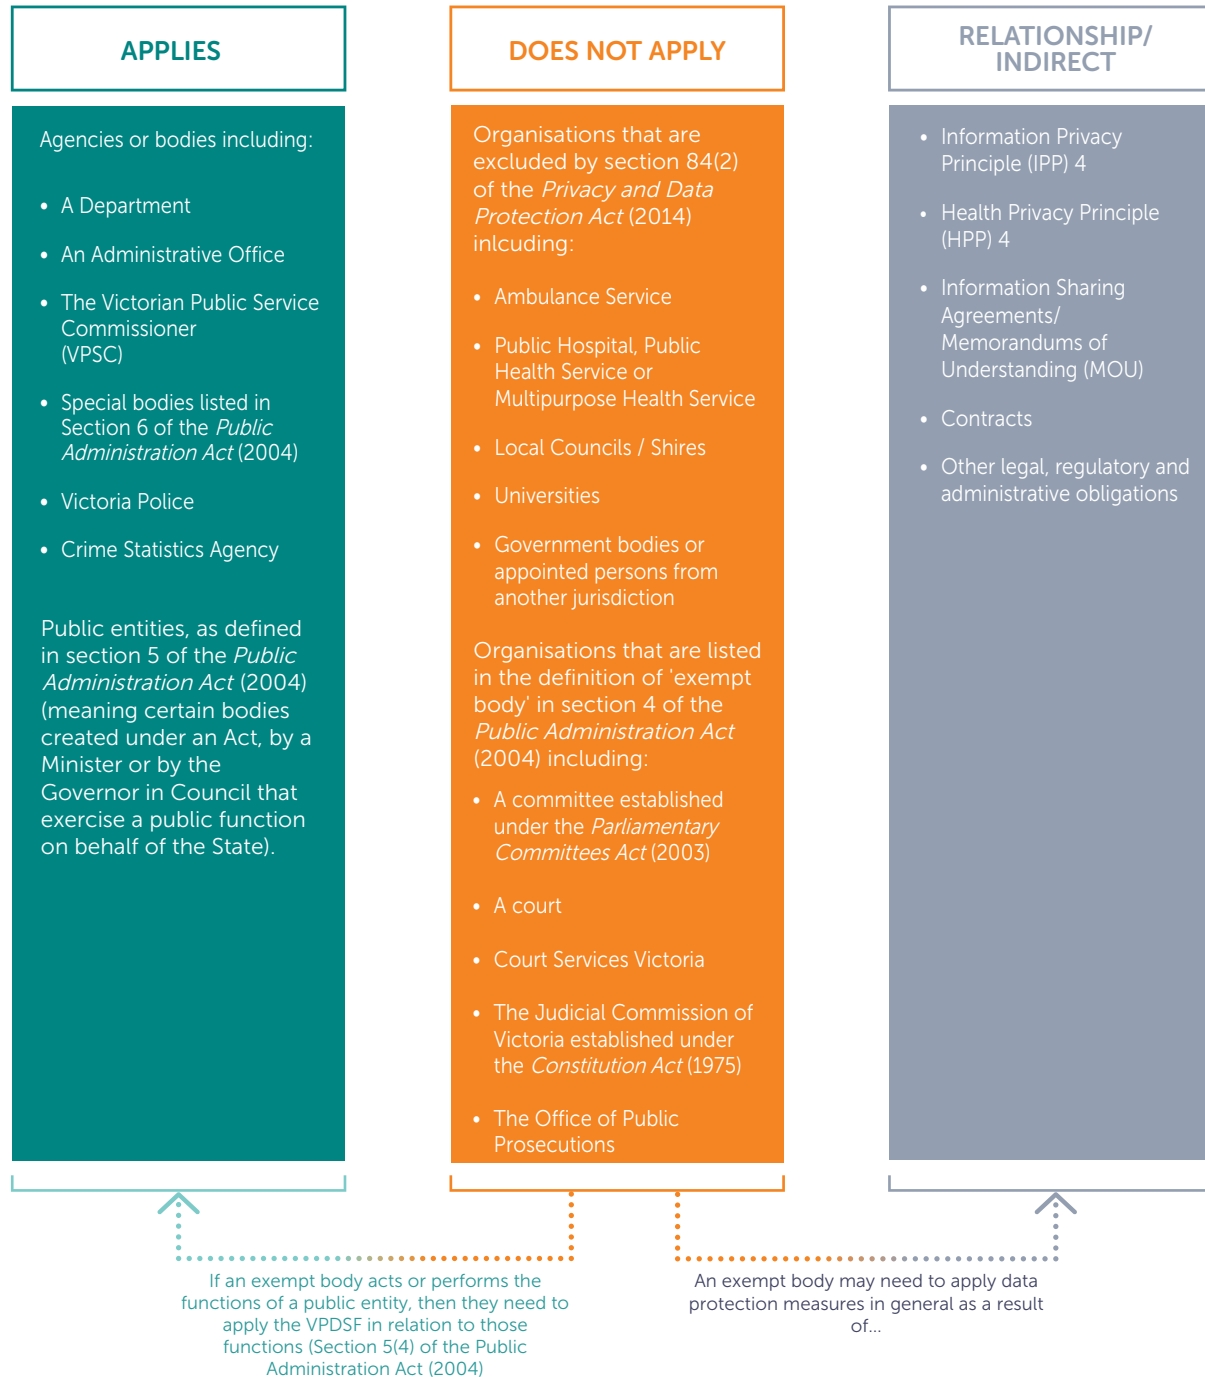 APPLIES
Agencies or bodies including:
• A Department
• An Administrative Office
• The Victorian Public Service
Commissioner
(VPSC)
• Special bodies listed in
Section 6 of the Public
Administration Act (2004)
• Victoria Police
• Crime Statistics Agency
Public entities, as defined
in section 5 of the Public
Administration Act (2004)
(meaning certain bodies
created under an Act, by a
Minister or by the
Governor in Council that
exercise a public function
on behalf of the State).
DOES NOT APPLY
Organisations that are
excluded by section 84(2)
of the Privacy and Data
Protection Act (2014)
inlcuding:
• Ambulance Service
• Public Hospital, Public
Health Service or
Multipurpose Health Service
• Local Councils / Shires
• Universities
• Government bodies or
appointed persons from
another jurisdiction
Organisations that are listed
in the definition of 'exempt
body' in section 4 of the
Public Administration Act
(2004) including:
• A committee established
under the Parliamentary
Committees Act (2003)
• A court
• Court Services Victoria
• The Judicial Commission of
Victoria established under
the Constitution Act (1975)
• The Office of Public
Prosecutions
RELATIONSHIP/
INDIRECT
• Information Privacy
Principle (IPP) 4
• Health Privacy Principle
(HPP) 4
• Information Sharing
Agreements/
Memorandums of
Understanding (MOU)
• Contracts
• Other legal, regulatory and
administrative obligations
If an exempt body acts or performs the
functions of a public entity, then they need to
apply the VPDSF in relation to those
functions (Section 5(4) of the Public
Administration Act (2004)
An exempt body may need to apply data
protection measures in general as a result
of...